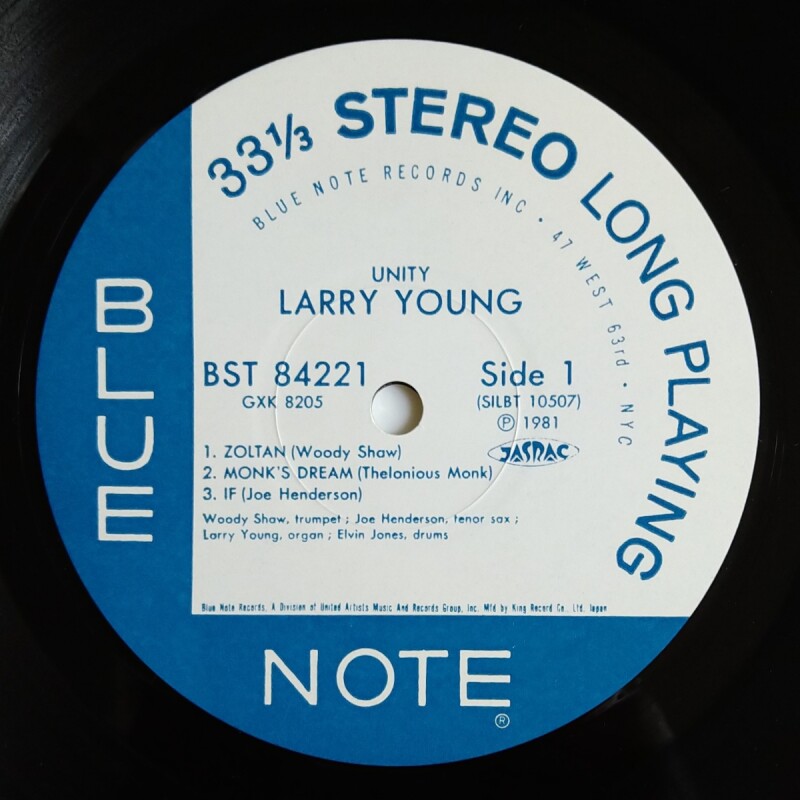 33⅓ STEREO LONG PLAYING
BLUE NOTE RECORDS INC · 47 WEST 63rd · NYC
UNITY
LARRY YOUNG
BST 84221
GXK 8205
Side 1
(SILBT 10507)
Ⓟ 1981
JASRAC
1. ZOLTAN (Woody Shaw)
2. MONK'S DREAM (Thelonious Monk)
3. IF (Joe Henderson)
Woody Shaw, trumpet ; Joe Henderson, tenor sax ;
Larry Young, organ ; Elvin Jones, drums
Blue Note Records, A Division of United Artists Music And Records Group, Inc. Mfd by King Record Co., Ltd. Japan
BLUE
NOTE
®